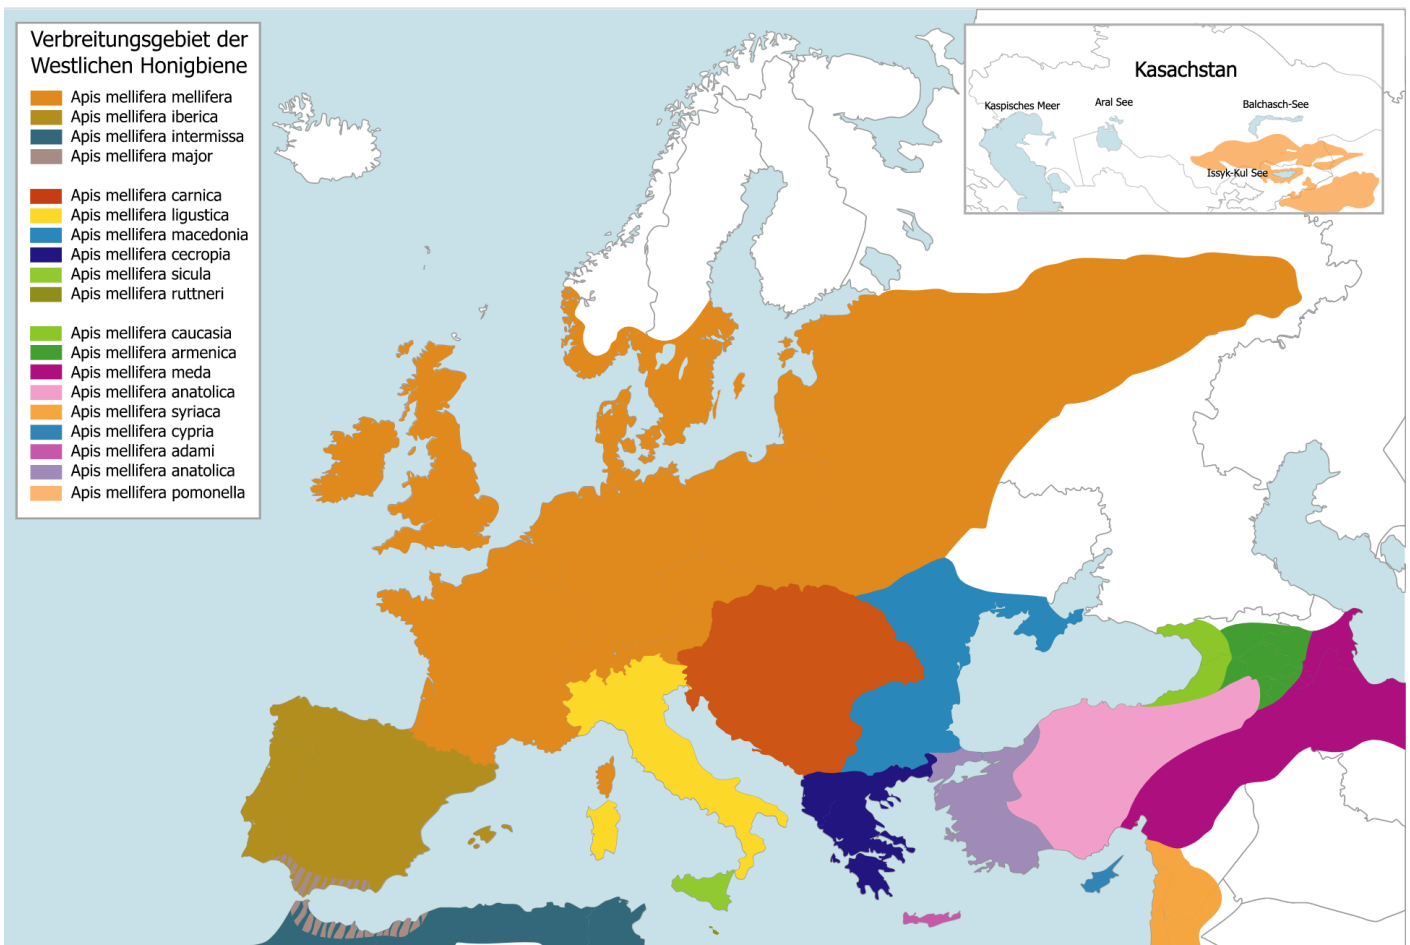 Verbreitungsgebiet der
Westlichen Honigbiene
Apis mellifera mellifera
Apis mellifera iberica
Apis mellifera intermissa
Apis mellifera major
Apis mellifera carnica
Apis mellifera ligustica
Apis mellifera macedonia
Apis mellifera cecropia
Apis mellifera sicula
Apis mellifera ruttneri
Apis mellifera caucasia
Apis mellifera armenica
Apis mellifera meda
Apis mellifera anatolica
Apis mellifera syriaca
Apis mellifera cypria
Apis mellifera adami
Apis mellifera anatolica
Apis mellifera pomonella
Kasachstan
Kaspisches Meer
Aral See
Balchasch-See
Issyk-Kul See